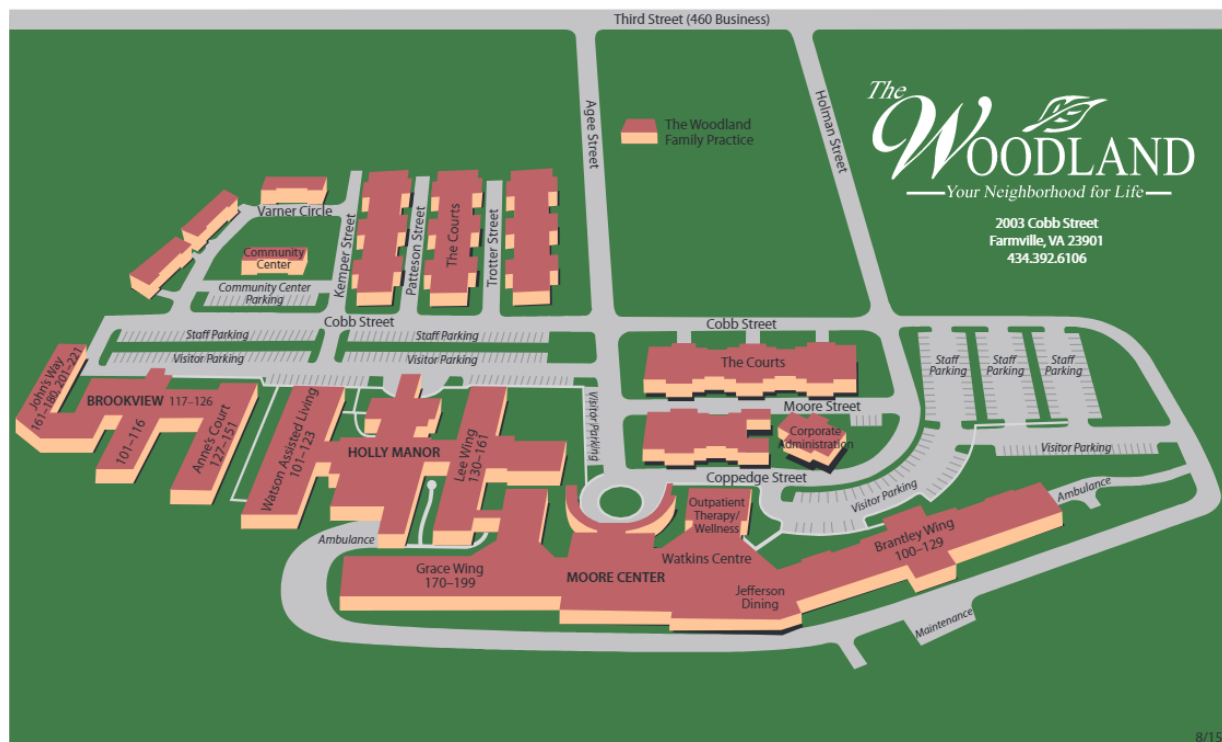 Third Street (460 Business)
Agee Street
Holman Street
The Woodland
Family Practice
The
WOODLAND
Your Neighborhood for Life
2003 Cobb Street
Farmville, VA 23901
434.392.6106
Varner Circle
Community
Center
Community Center
Parking
Kemper Street
Patteson Street
The Courts
Trotter Street
Cobb Street
Cobb Street
Staff Parking
Staff Parking
Visitor Parking
Visitor Parking
The Courts
Staff
Parking
Staff
Parking
Staff
Parking
John's Way
161–180, 201–221
BROOKVIEW 117–126
101–116
Anne's Court
127–151
Watson Assisted Living
101–123
HOLLY MANOR
Lee Wing
130–161
Visitor Parking
Moore Street
Corporate
Administration
Visitor Parking
Coppedge Street
Visitor Parking
Ambulance
Outpatient
Therapy/
Wellness
Ambulance
Brantley Wing
100–129
Watkins Centre
Grace Wing
170–199
MOORE CENTER
Jefferson
Dining
Maintenance
8/15